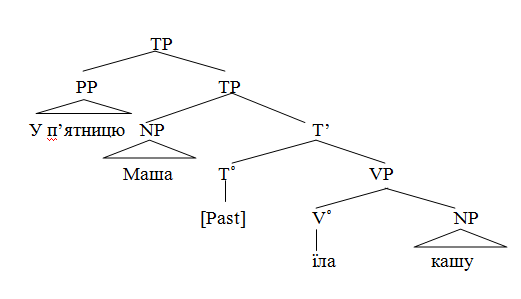 TP
PP TP
У п’ятницю NP T’
Маша T˚ VP
[Past] V˚ NP
їла кашу